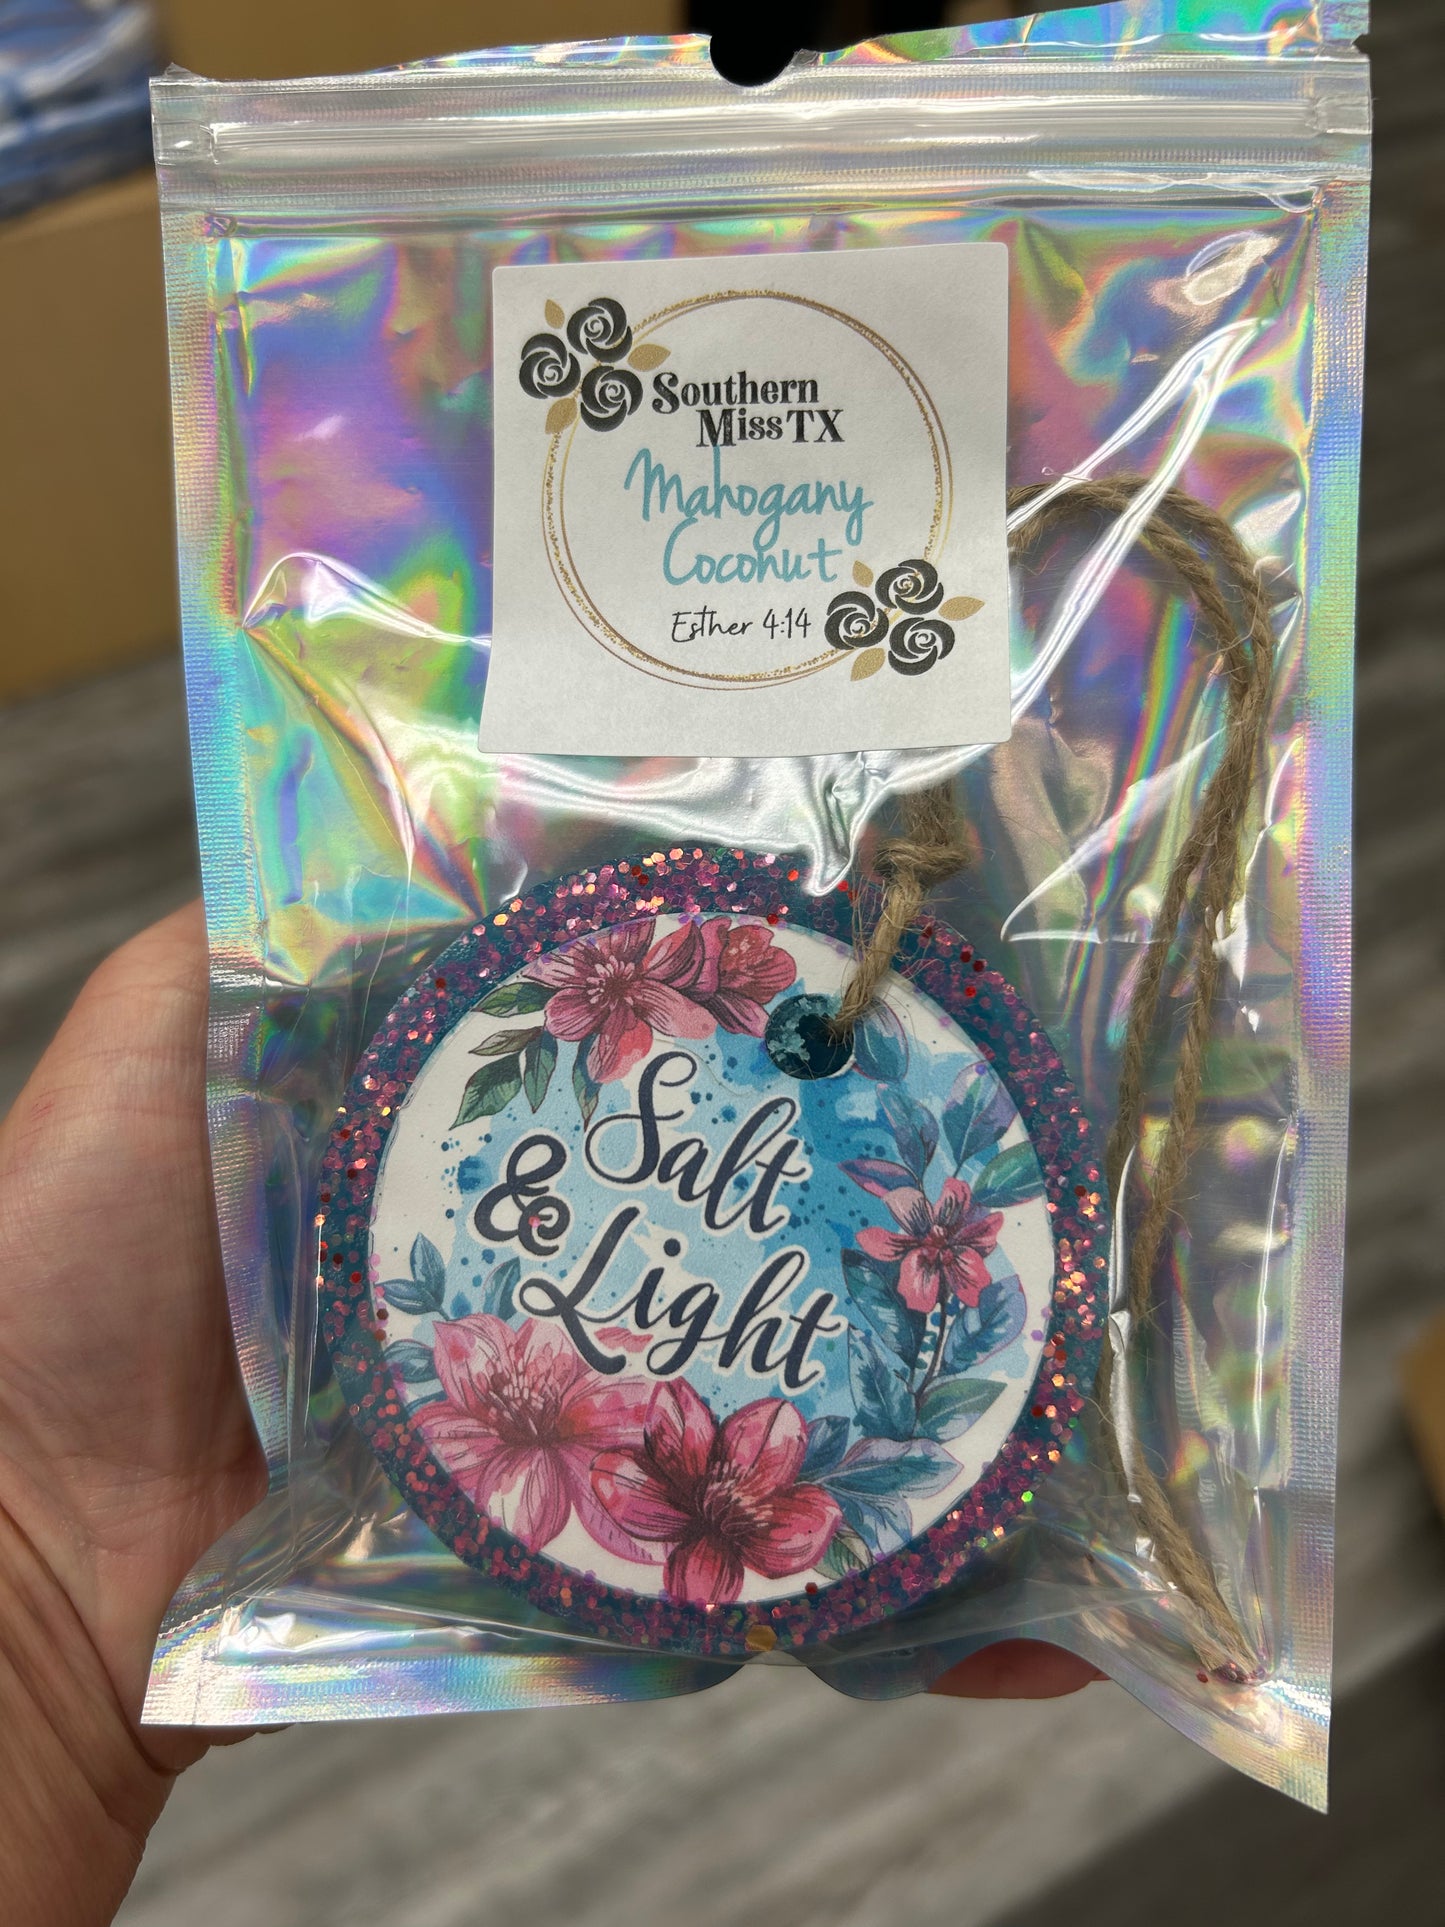 Southern
Miss TX
Mahogany
Coconut
Esther 4:14
Salt
&
Light